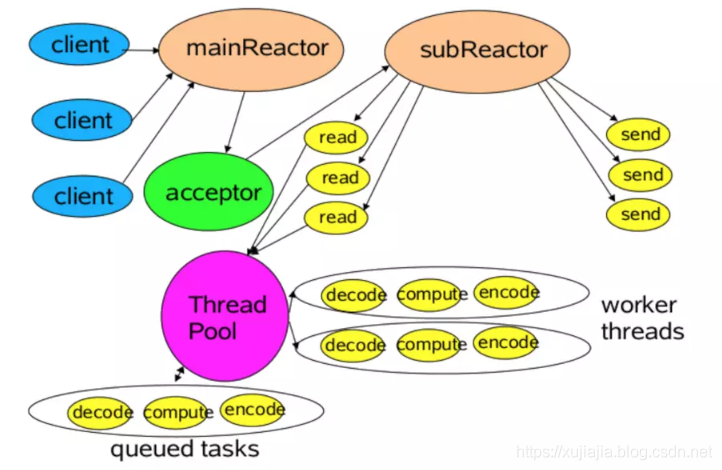 client
mainReactor
subReactor
client
read
send
client
acceptor
read
send
read
send
Thread
Pool
decode compute encode
worker
threads
decode compute encode
decode compute encode
queued tasks
https://xujiajia.blog.csdn.net